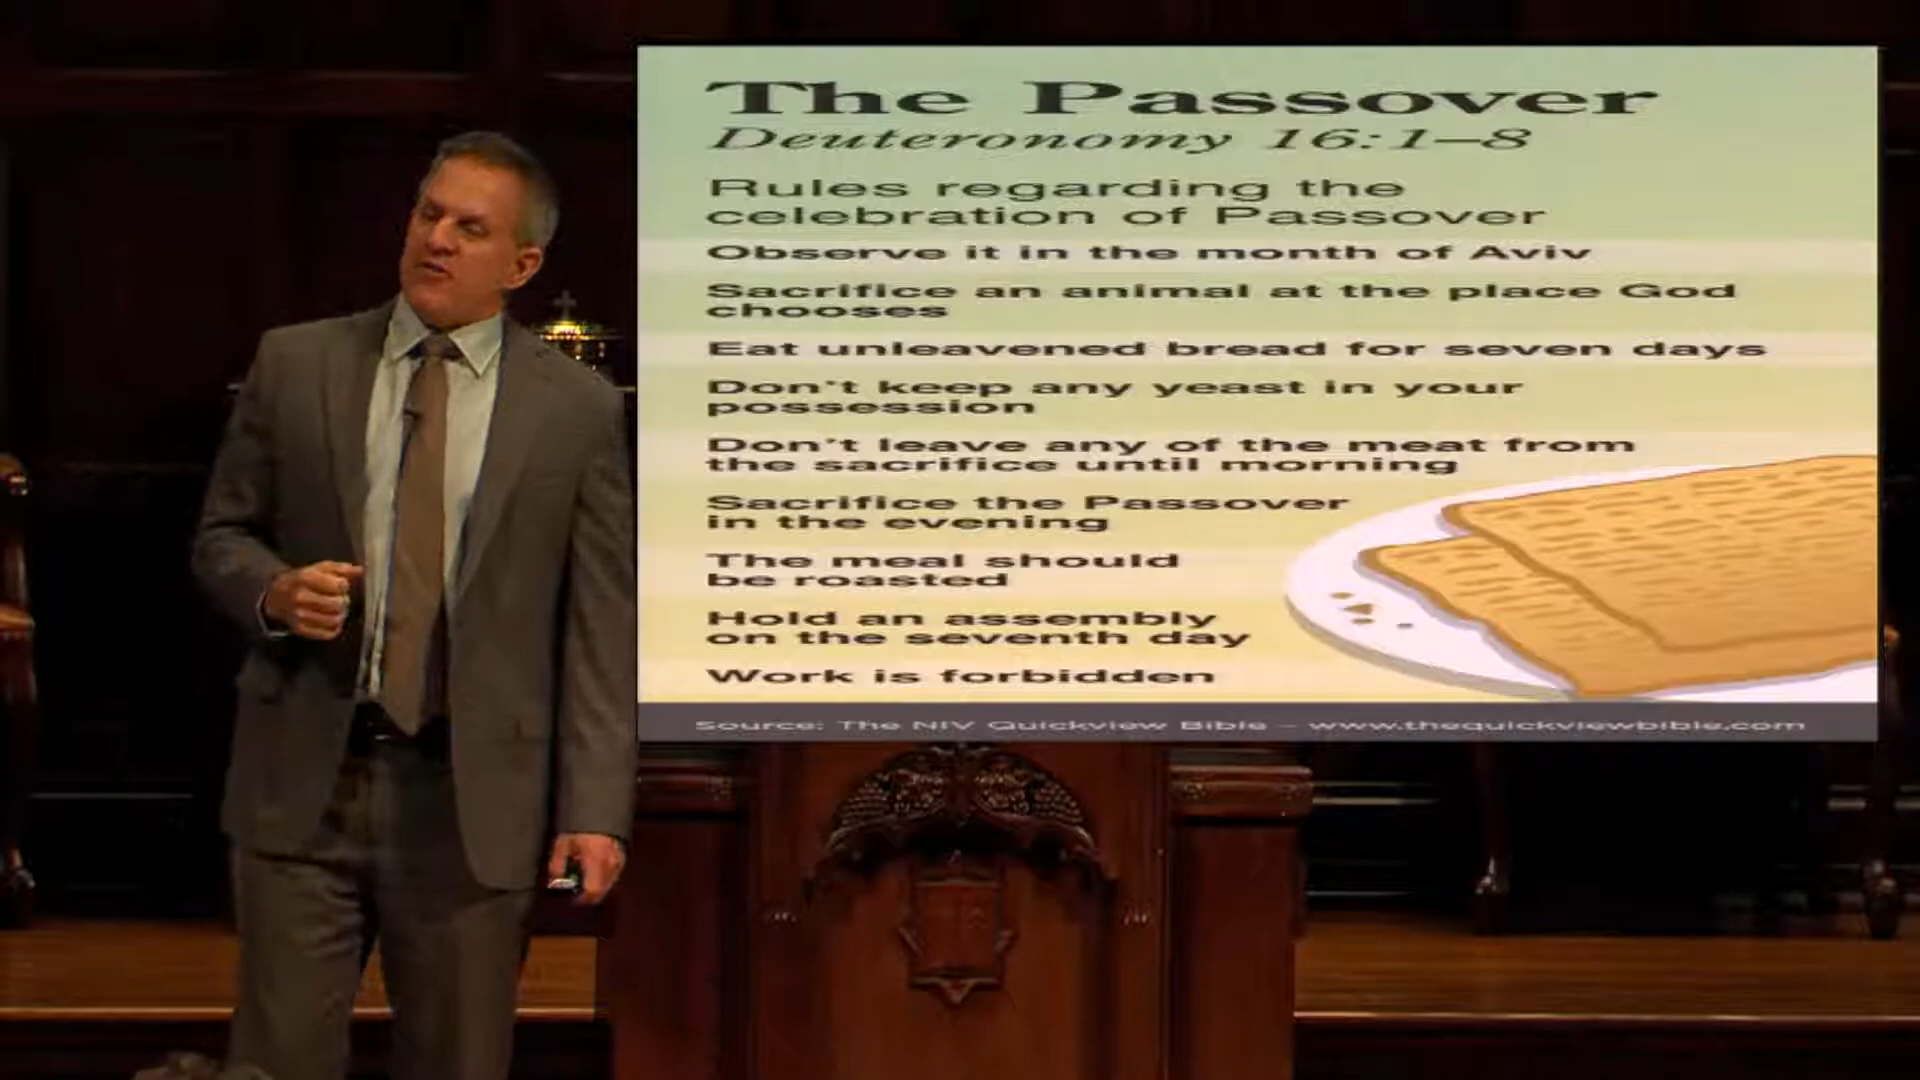 The Passover
Deuteronomy 16:1–8
Rules regarding the
celebration of Passover
Observe it in the month of Aviv
Sacrifice an animal at the place God
chooses
Eat unleavened bread for seven days
Don't keep any yeast in your
possession
Don't leave any of the meat from
the sacrifice until morning
Sacrifice the Passover
in the evening
The meal should
be roasted
Hold an assembly
on the seventh day
Work is forbidden
Source: The NIV Quickview Bible – www.thequickviewbible.com